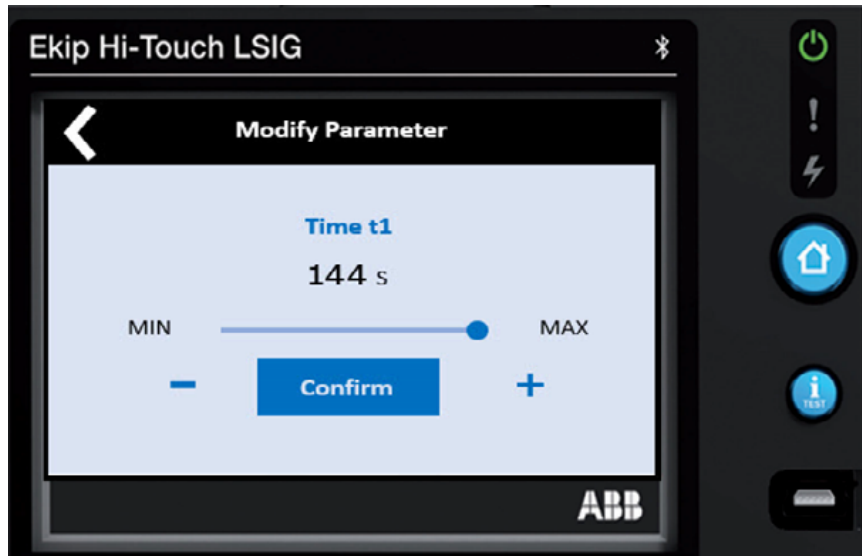 Ekip Hi-Touch LSIG
Modify Parameter
Time t1
144 s
MIN
MAX
Confirm
i
TEST
ABB